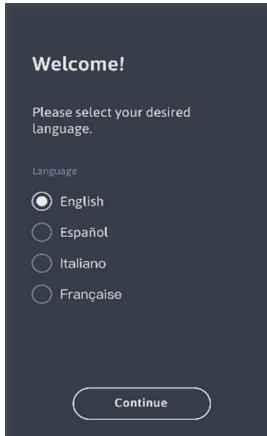 Welcome!
Please select your desired
language.
Language
English
Español
Italiano
Française
Continue